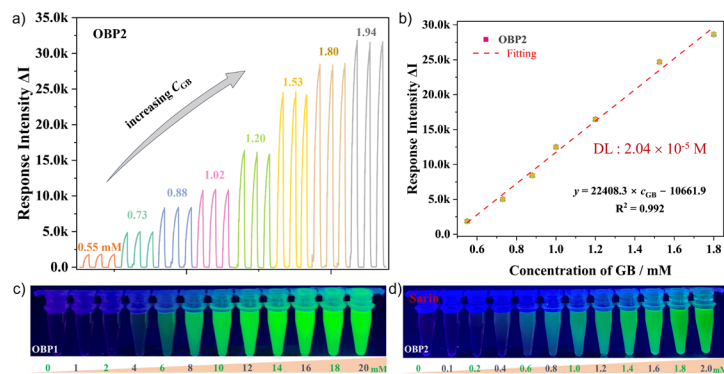 a)
OBP2
Response Intensity ΔI
35.0k
30.0k
25.0k
20.0k
15.0k
10.0k
5.0k
0.0
increasing C_GB
0.55 mM
0.73
0.88
1.02
1.20
1.53
1.80
1.94
b)
OBP2
Fitting
Response Intensity ΔI
30.0k
25.0k
20.0k
15.0k
10.0k
5.0k
0.0
DL : 2.04 × 10⁻⁵ M
y = 22408.3 × c_GB − 10661.9
R² = 0.992
0.6 0.8 1.0 1.2 1.4 1.6 1.8
Concentration of GB / mM
c)
OBP1
0 1 2 4 6 8 10 12 14 16 18 20 mM
d)
Sarin
OBP2
0 0.1 0.2 0.4 0.6 0.8 1.0 1.2 1.4 1.6 1.8 2.0 mM